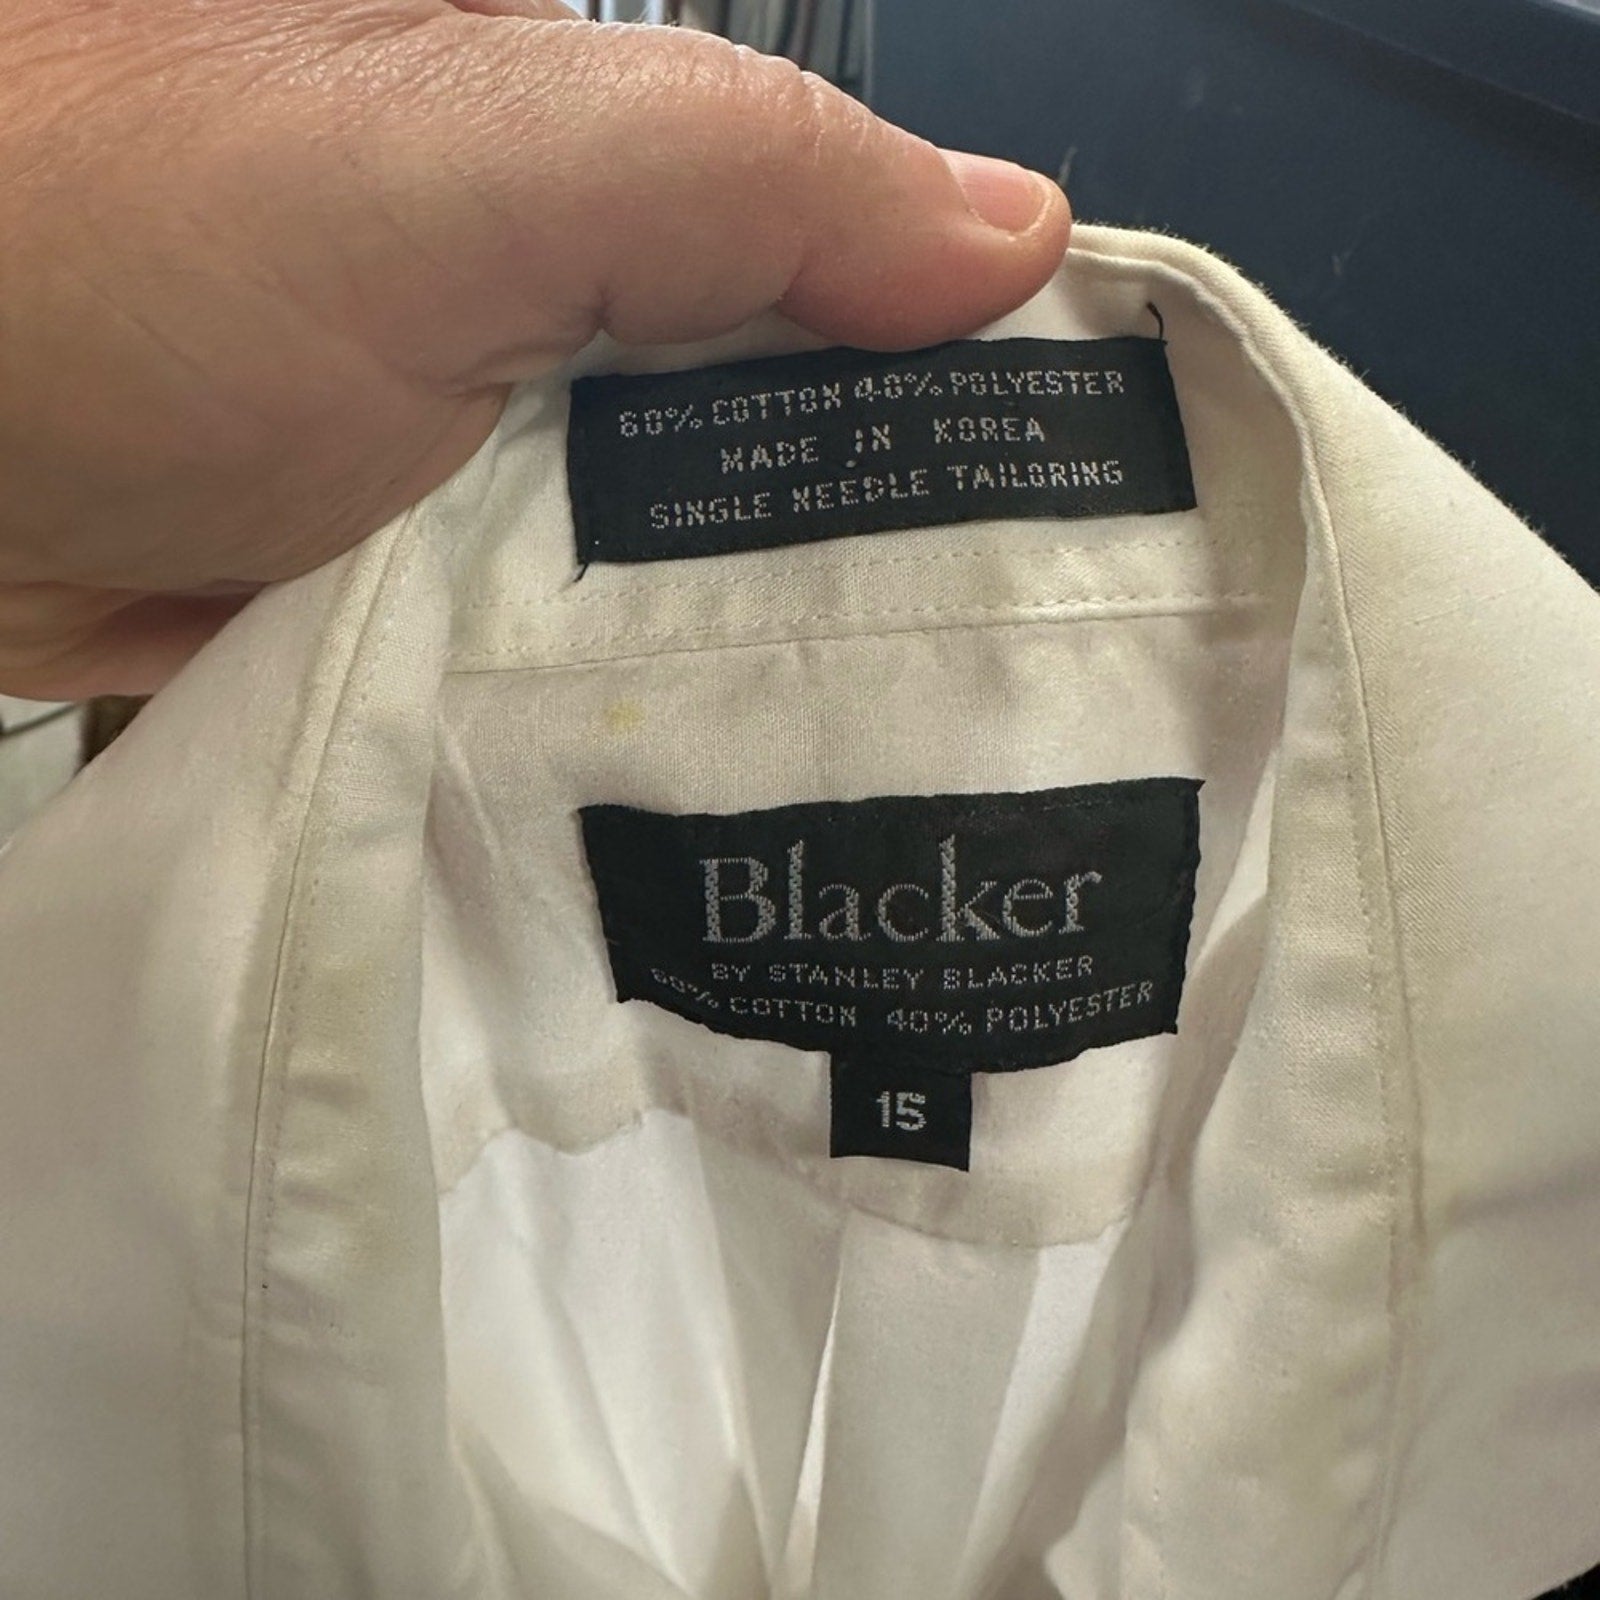 60% COTTON 40% POLYESTER
MADE IN KOREA
SINGLE NEEDLE TAILORING
Blacker
BY STANLEY BLACKER
60% COTTON 40% POLYESTER
15